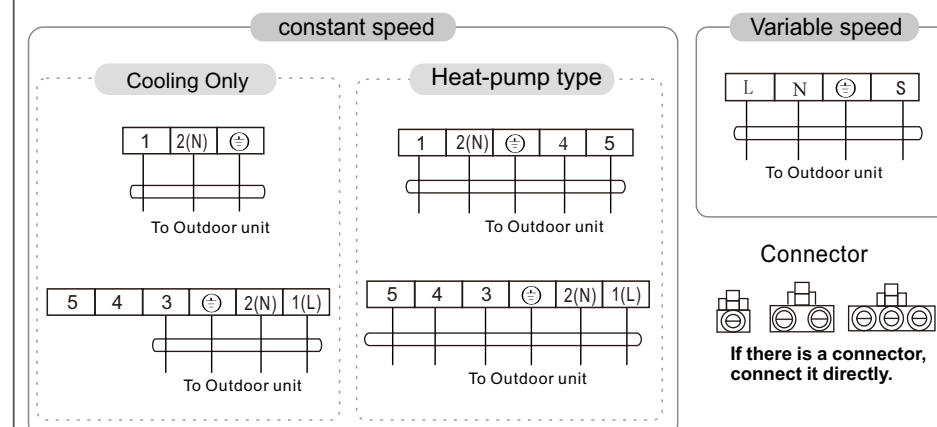 constant speed
Cooling Only
1 2(N) ⏚
To Outdoor unit
5 4 3 ⏚ 2(N) 1(L)
To Outdoor unit
Heat-pump type
1 2(N) ⏚ 4 5
To Outdoor unit
5 4 3 ⏚ 2(N) 1(L)
To Outdoor unit
Variable speed
L N ⏚ S
To Outdoor unit
Connector
If there is a connector,
connect it directly.